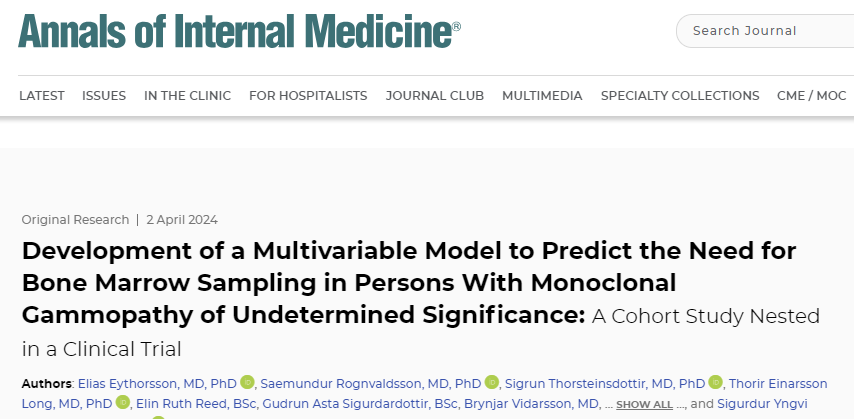 Annals of Internal Medicine®
Search Journal
LATEST ISSUES IN THE CLINIC FOR HOSPITALISTS JOURNAL CLUB MULTIMEDIA SPECIALTY COLLECTIONS CME / MOC
Original Research | 2 April 2024
Development of a Multivariable Model to Predict the Need for
Bone Marrow Sampling in Persons With Monoclonal
Gammopathy of Undetermined Significance: A Cohort Study Nested
in a Clinical Trial
Authors: Elias Eythorsson, MD, PhD iD, Saemundur Rognvaldsson, MD, PhD iD, Sigrun Thorsteinsdottir, MD, PhD iD, Thorir Einarsson
Long, MD, PhD iD, Elin Ruth Reed, BSc, Gudrun Asta Sigurdardottir, BSc, Brynjar Vidarsson, MD, ... SHOW ALL ..., and Sigurdur Yngvi